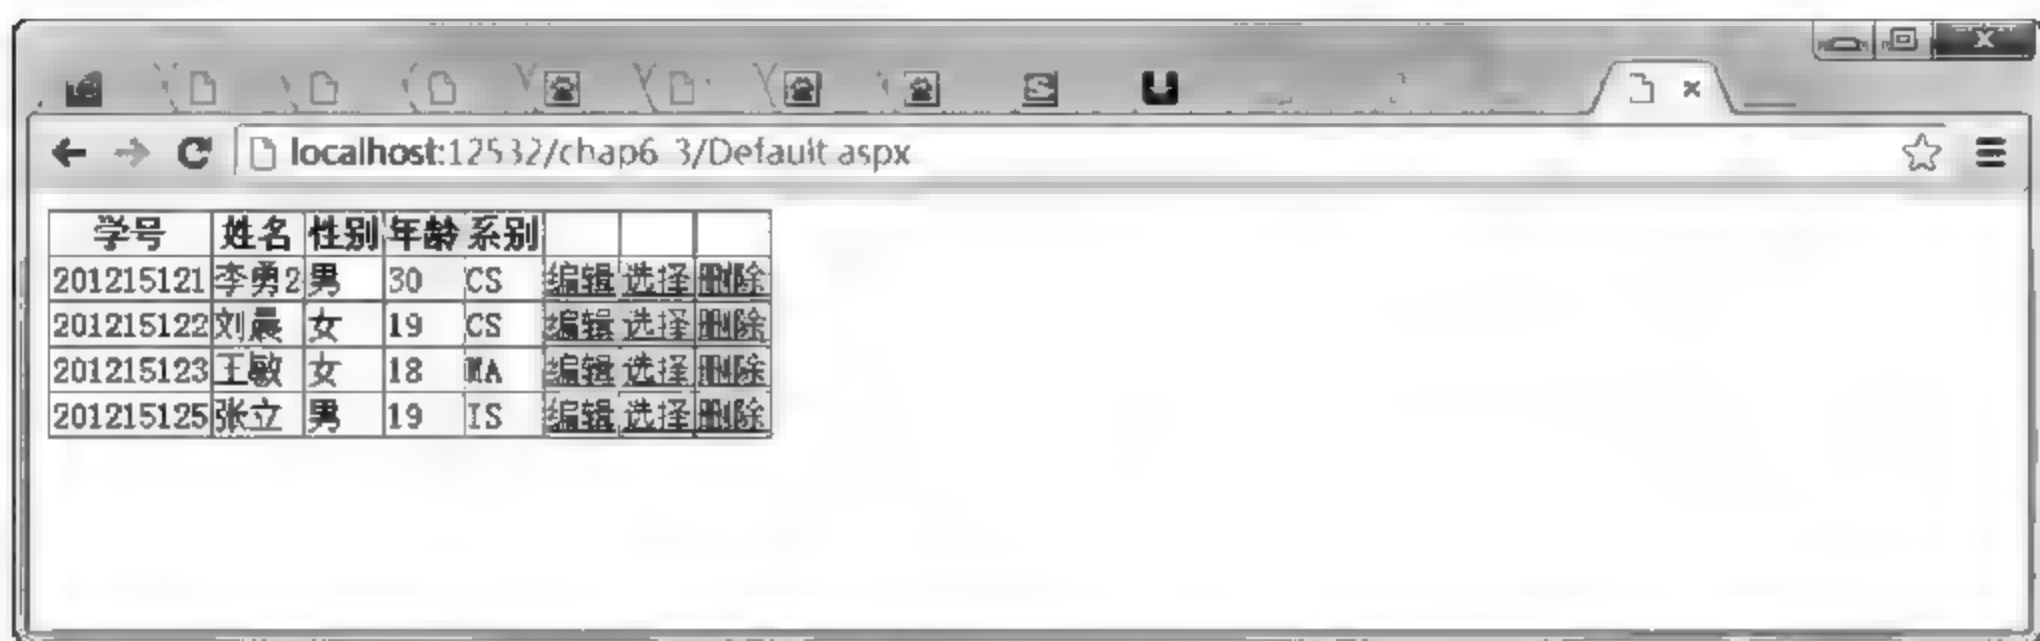 localhost:12532/chap6_3/Default.aspx
学号 姓名 性别 年龄 系别
201215121 李勇2 男 30 CS 编辑 选择 删除
201215122 刘晨 女 19 CS 编辑 选择 删除
201215123 王敏 女 18 MA 编辑 选择 删除
201215125 张立 男 19 IS 编辑 选择 删除